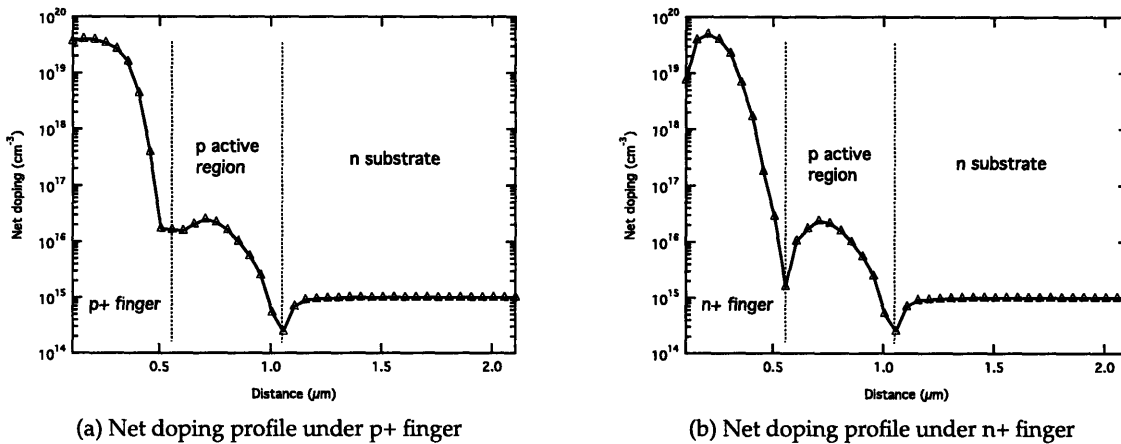 10²⁰
10¹⁹
10¹⁸
10¹⁷
10¹⁶
10¹⁵
10¹⁴
Net doping (cm⁻³)
p active
region
n substrate
p+ finger
0.5
1.0
1.5
2.0
Distance (µm)
(a) Net doping profile under p+ finger
10²⁰
10¹⁹
10¹⁸
10¹⁷
10¹⁶
10¹⁵
10¹⁴
Net doping (cm⁻³)
p active
region
n substrate
n+ finger
0.5
1.0
1.5
2.0
Distance (µm)
(b) Net doping profile under n+ finger